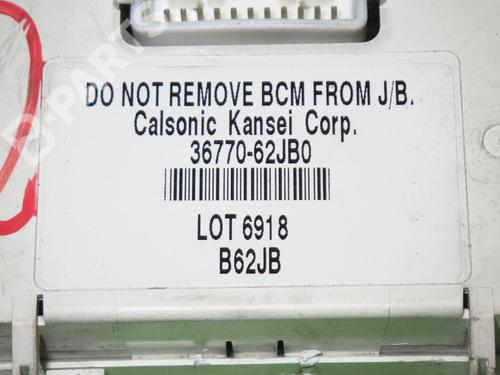 B-PARTS
DO NOT REMOVE BCM FROM J/B.
Calsonic Kansei Corp.
36770-62JB0
LOT 6918
B62JB